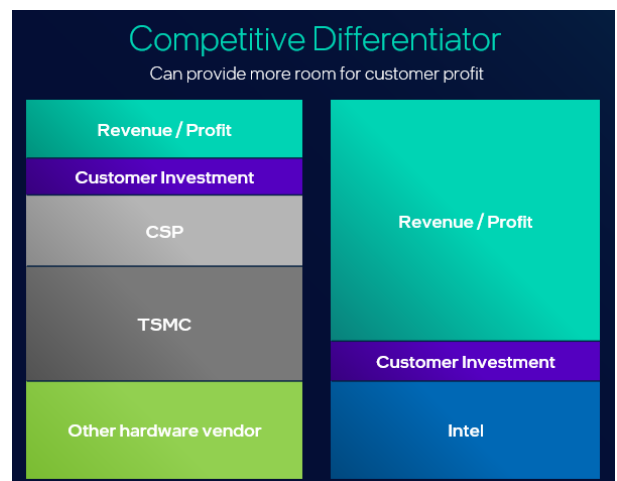 Competitive Differentiator
Can provide more room for customer profit
Revenue / Profit
Customer Investment
CSP
TSMC
Other hardware vendor
Revenue / Profit
Customer Investment
Intel